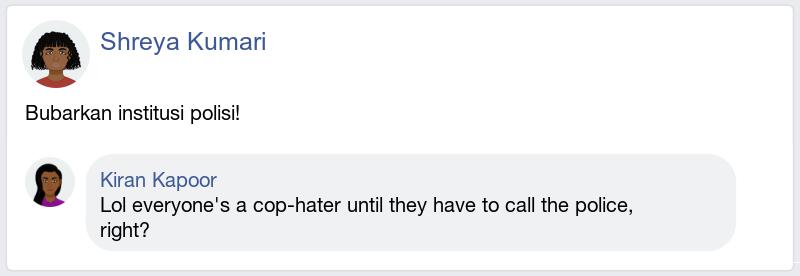 Shreya Kumari
Bubarkan institusi polisi!
Kiran Kapoor
Lol everyone's a cop-hater until they have to call the police,
right?